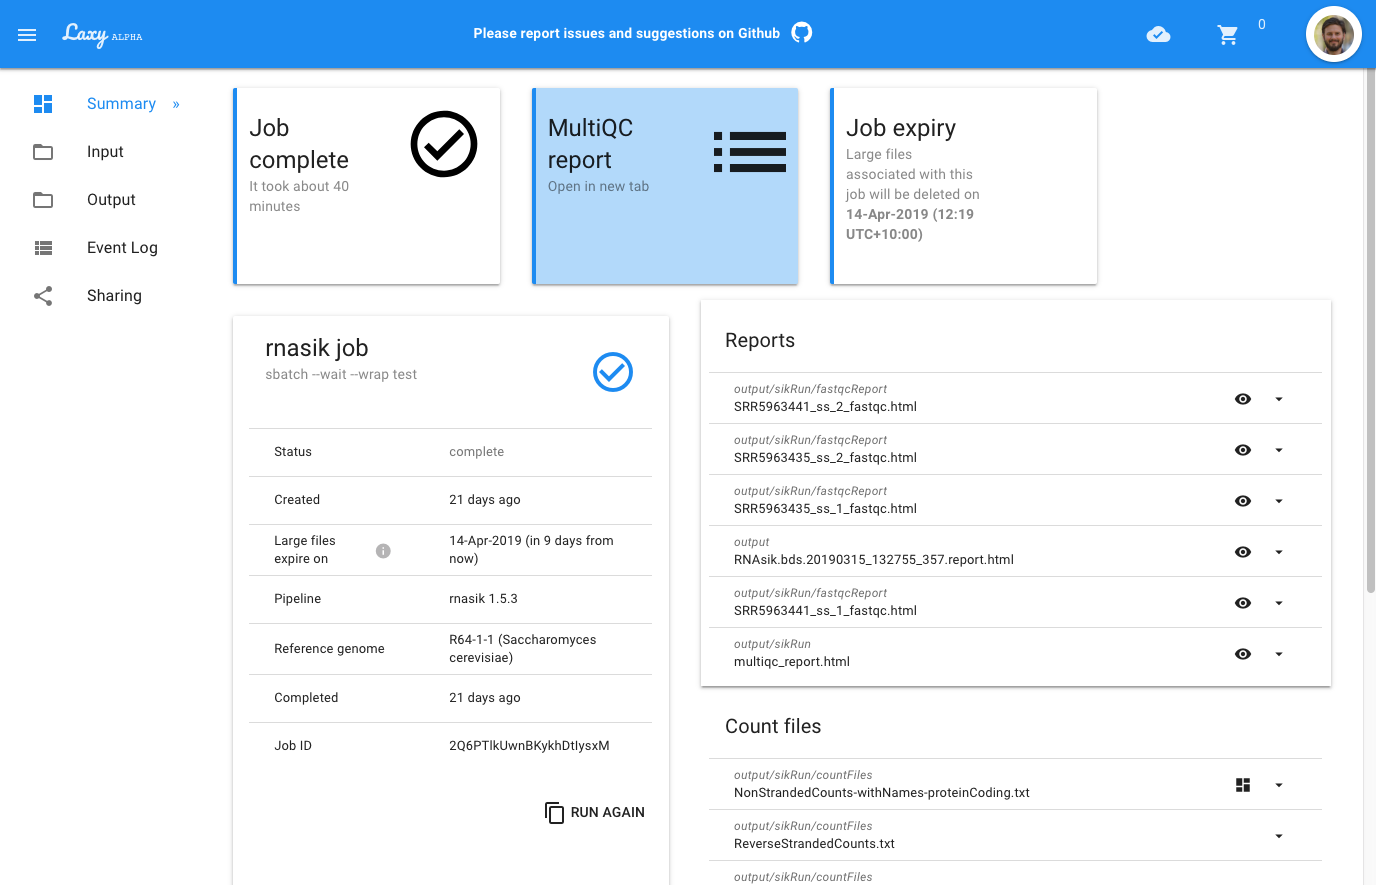 Laxy ALPHA
Please report issues and suggestions on Github
0
Summary »
Input
Output
Event Log
Sharing
Job
complete
It took about 40
minutes
MultiQC
report
Open in new tab
Job expiry
Large files
associated with this
job will be deleted on
14-Apr-2019 (12:19
UTC+10:00)
rnasik job
sbatch --wait --wrap test
Status complete
Created 21 days ago
Large files
expire on
14-Apr-2019 (in 9 days from
now)
Pipeline rnasik 1.5.3
Reference genome
R64-1-1 (Saccharomyces
cerevisiae)
Completed 21 days ago
Job ID 2Q6PTlkUwnBKykhDtIysxM
RUN AGAIN
Reports
output/sikRun/fastqcReport
SRR5963441_ss_2_fastqc.html
output/sikRun/fastqcReport
SRR5963435_ss_2_fastqc.html
output/sikRun/fastqcReport
SRR5963435_ss_1_fastqc.html
output
RNAsik.bds.20190315_132755_357.report.html
output/sikRun/fastqcReport
SRR5963441_ss_1_fastqc.html
output/sikRun
multiqc_report.html
Count files
output/sikRun/countFiles
NonStrandedCounts-withNames-proteinCoding.txt
output/sikRun/countFiles
ReverseStrandedCounts.txt
output/sikRun/countFiles